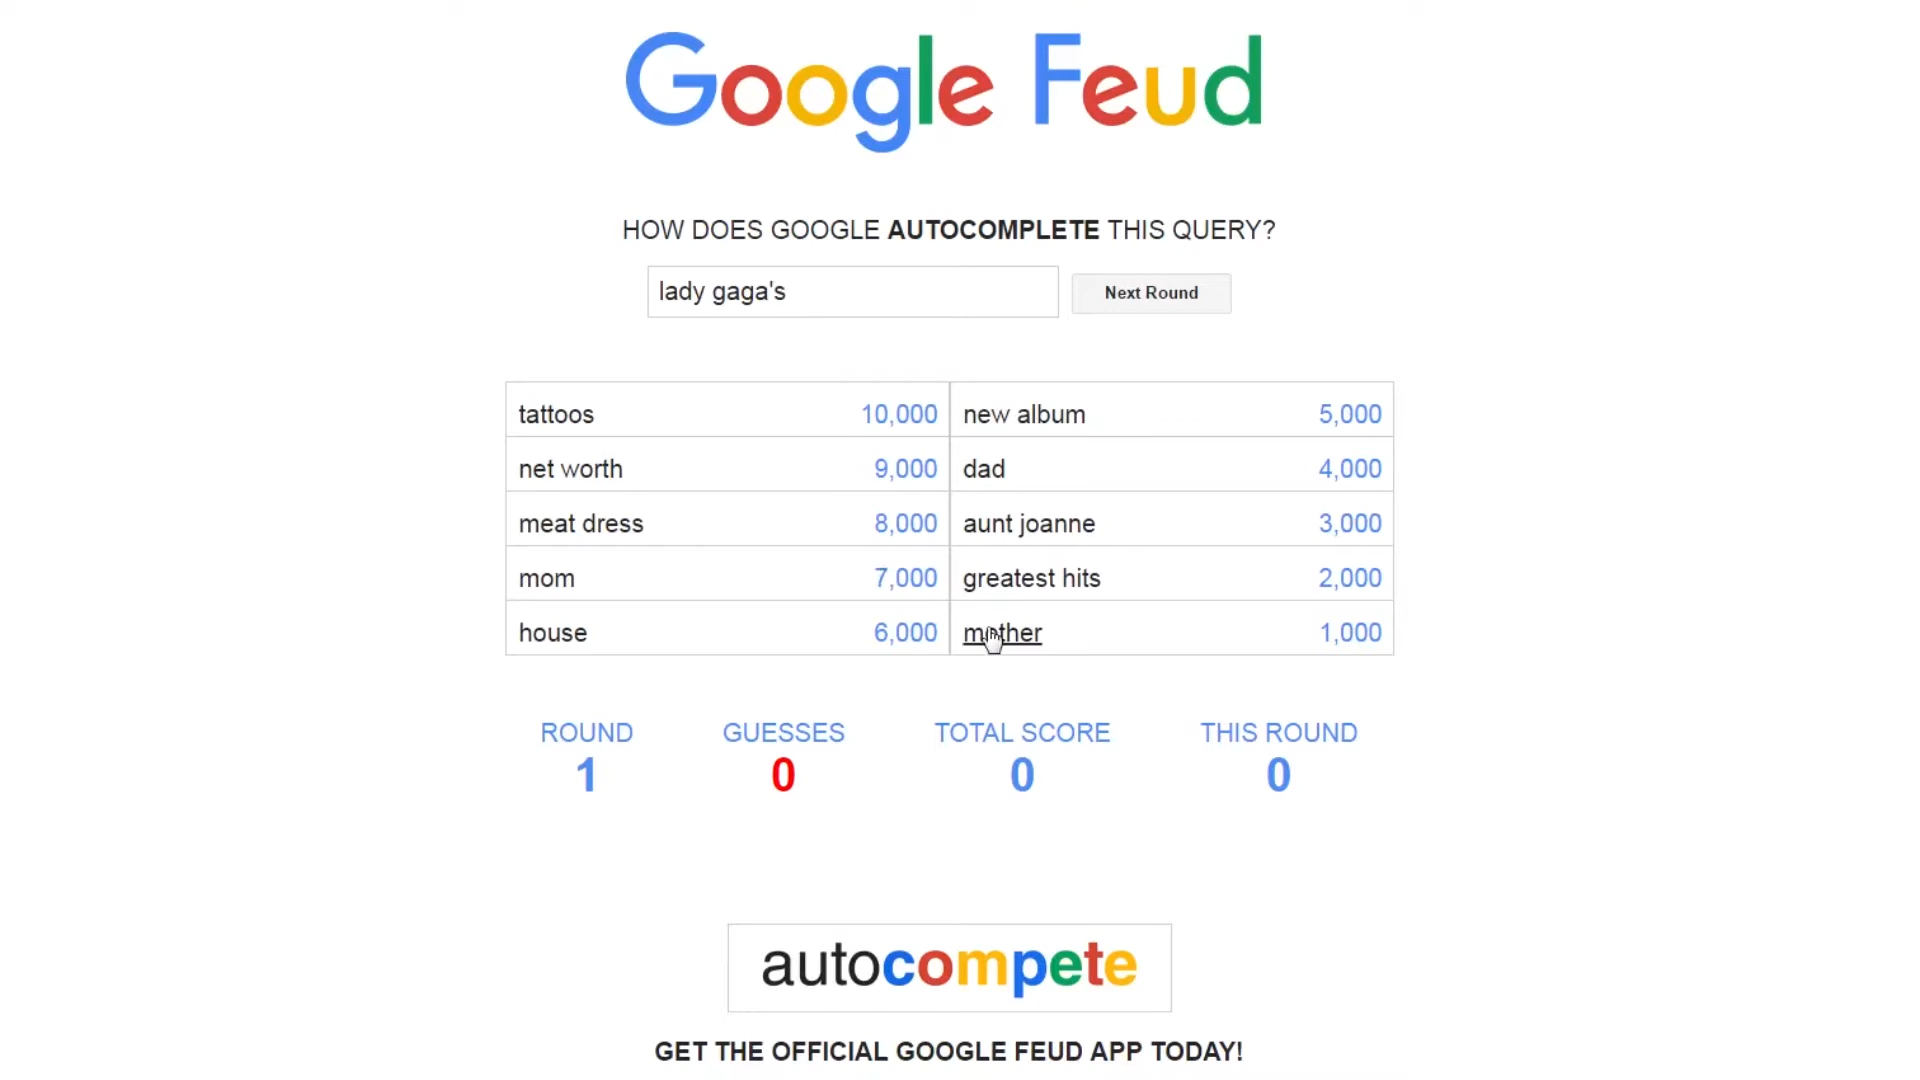 Google Feud
HOW DOES GOOGLE AUTOCOMPLETE THIS QUERY?
lady gaga's
Next Round
tattoos 10,000
new album 5,000
net worth 9,000
dad 4,000
meat dress 8,000
aunt joanne 3,000
mom 7,000
greatest hits 2,000
house 6,000
mother 1,000
ROUND GUESSES TOTAL SCORE THIS ROUND
1 0 0 0
autocompete
GET THE OFFICIAL GOOGLE FEUD APP TODAY!